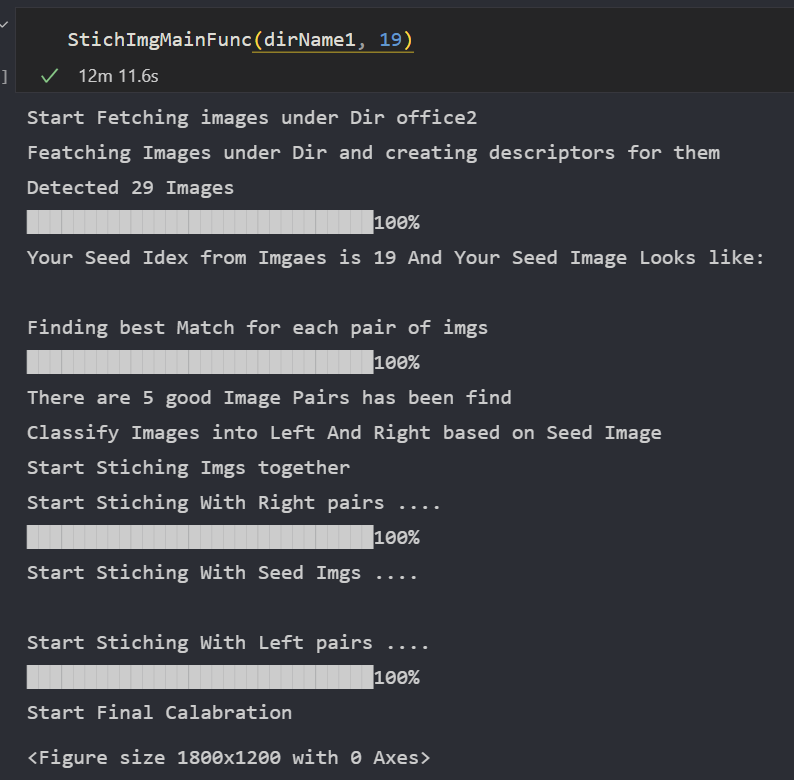 StichImgMainFunc(dirName1, 19)
] ✓ 12m 11.6s
Start Fetching images under Dir office2
Featching Images under Dir and creating descriptors for them
Detected 29 Images
100%
Your Seed Idex from Imgaes is 19 And Your Seed Image Looks like:
Finding best Match for each pair of imgs
100%
There are 5 good Image Pairs has been find
Classify Images into Left And Right based on Seed Image
Start Stiching Imgs together
Start Stiching With Right pairs ....
100%
Start Stiching With Seed Imgs ....
Start Stiching With Left pairs ....
100%
Start Final Calabration
<Figure size 1800x1200 with 0 Axes>